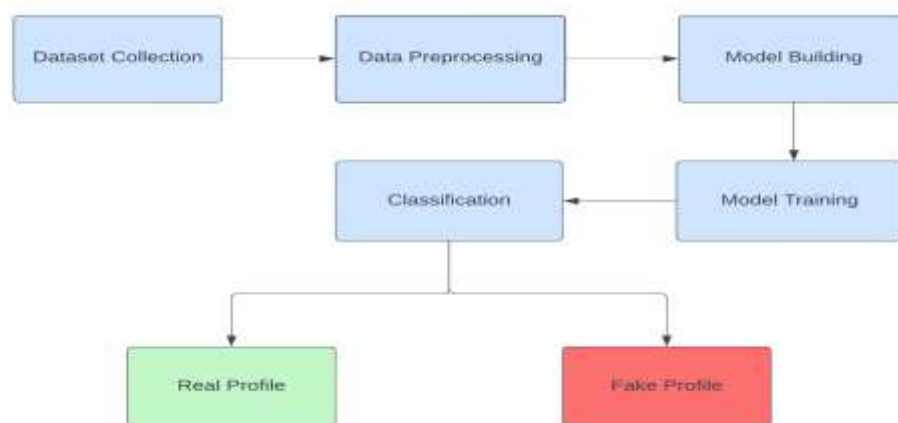 Dataset Collection
Data Preprocessing
Model Building
Model Training
Classification
Real Profile
Fake Profile